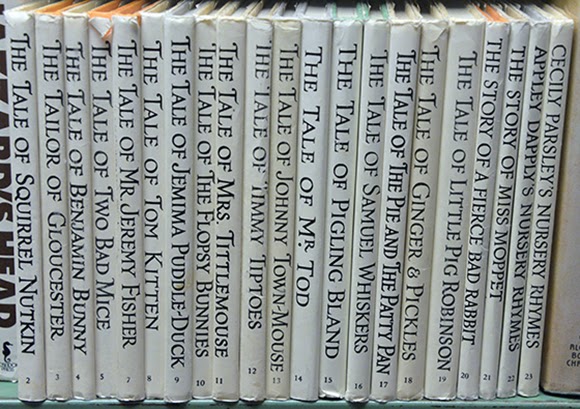 THE TALE OF SQUIRREL NUTKIN
2
THE TAILOR OF GLOUCESTER
3
THE TALE OF BENJAMIN BUNNY
4
THE TALE OF TWO BAD MICE
5
THE TALE OF MR. JEREMY FISHER
7
THE TALE OF TOM KITTEN
8
THE TALE OF JEMIMA PUDDLE-DUCK
9
THE TALE OF THE FLOPSY BUNNIES
10
THE TALE OF MRS. TITTLEMOUSE
11
THE TALE OF TIMMY TIPTOES
12
THE TALE OF JOHNNY TOWN-MOUSE
13
THE TALE OF MR. TOD
14
THE TALE OF PIGLING BLAND
15
THE TALE OF SAMUEL WHISKERS
16
THE TALE OF THE PIE AND THE PATTY PAN
17
THE TALE OF GINGER & PICKLES
18
THE TALE OF LITTLE PIG ROBINSON
19
THE STORY OF A FIERCE BAD RABBIT
20
THE STORY OF MISS MOPPET
21
APPLEY DAPPLY'S NURSERY RHYMES
22
CECILY PARSLEY'S NURSERY RHYMES
23